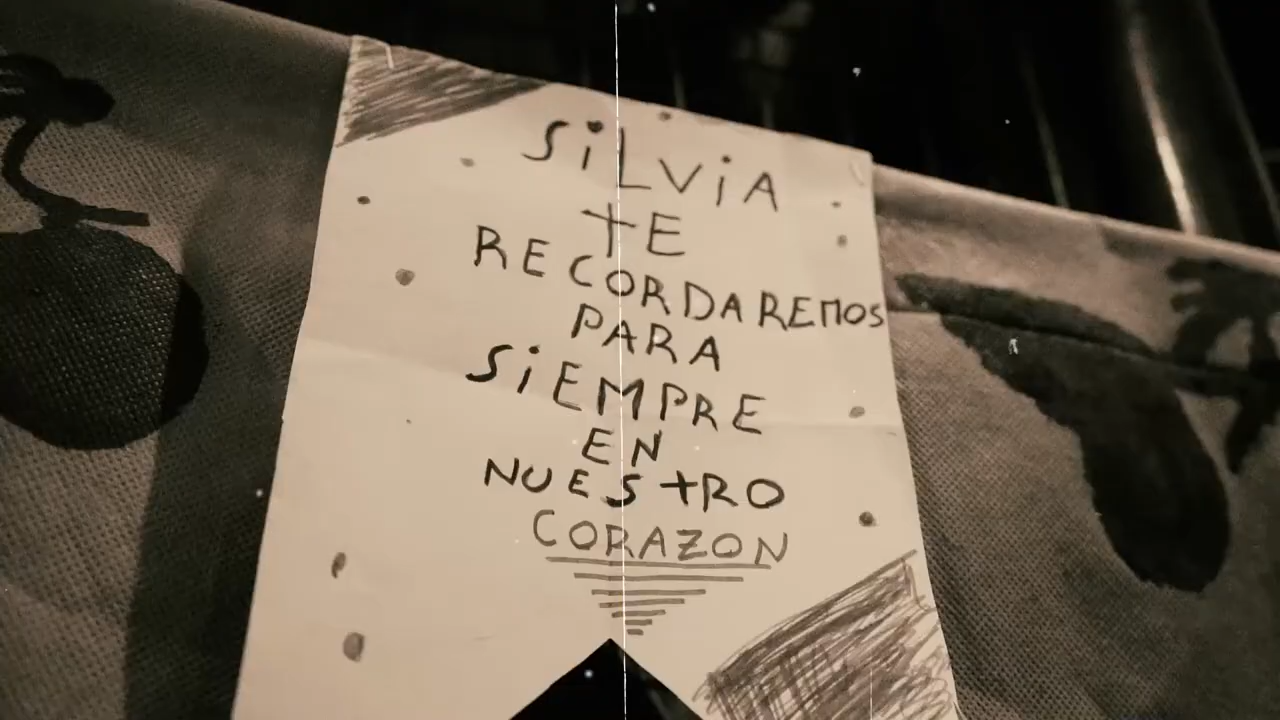 SiLViA
tE
RECORDAREMOS
PARA
SiEMPRE
EN
NUEStRO
CORAZON